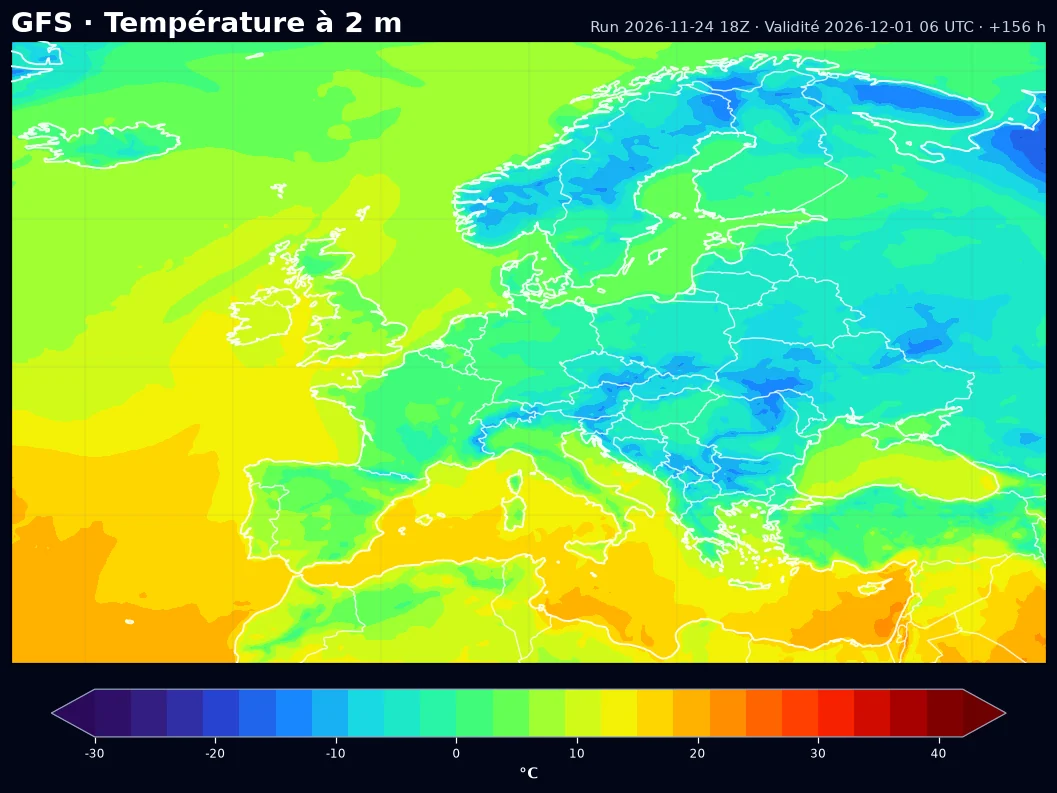 GFS · Température à 2 m
Run 2026-11-24 18Z · Validité 2026-12-01 06 UTC · +156 h
-30 -20 -10 0 10 20 30 40
°C